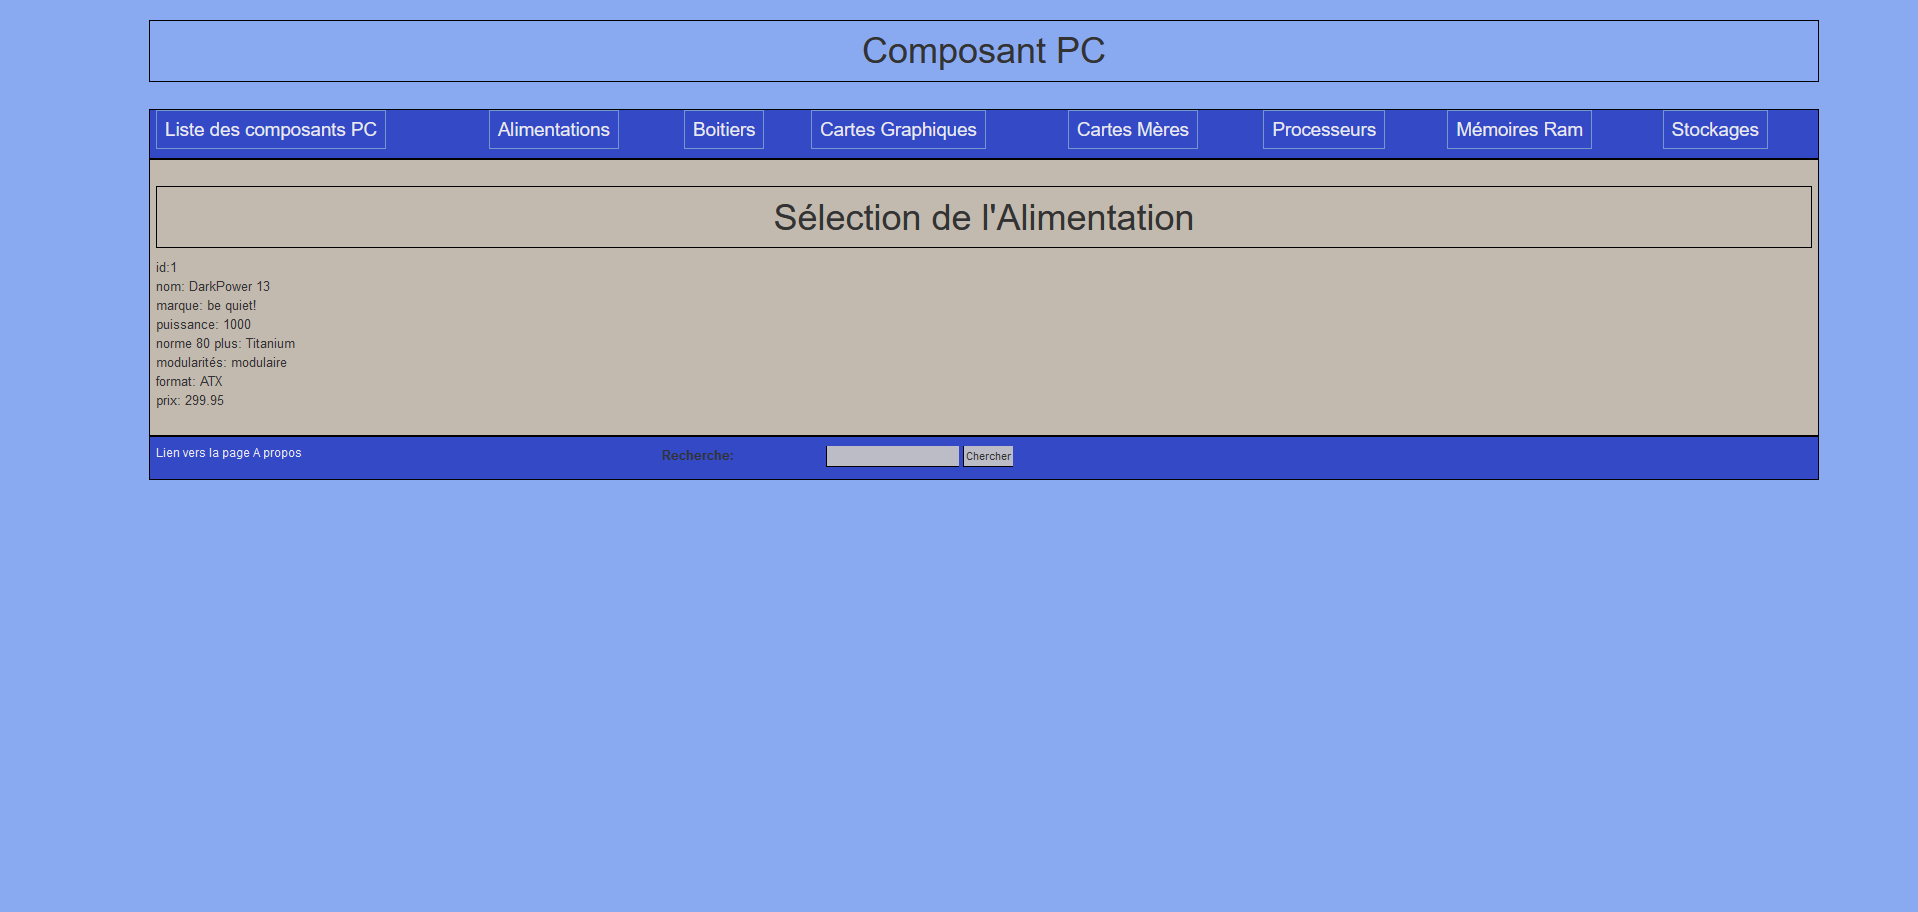 Composant PC
Liste des composants PC Alimentations Boitiers Cartes Graphiques Cartes Mères Processeurs Mémoires Ram Stockages
Sélection de l'Alimentation
id:1
nom: DarkPower 13
marque: be quiet!
puissance: 1000
norme 80 plus: Titanium
modularités: modulaire
format: ATX
prix: 299.95
Lien vers la page A propos Recherche: Chercher